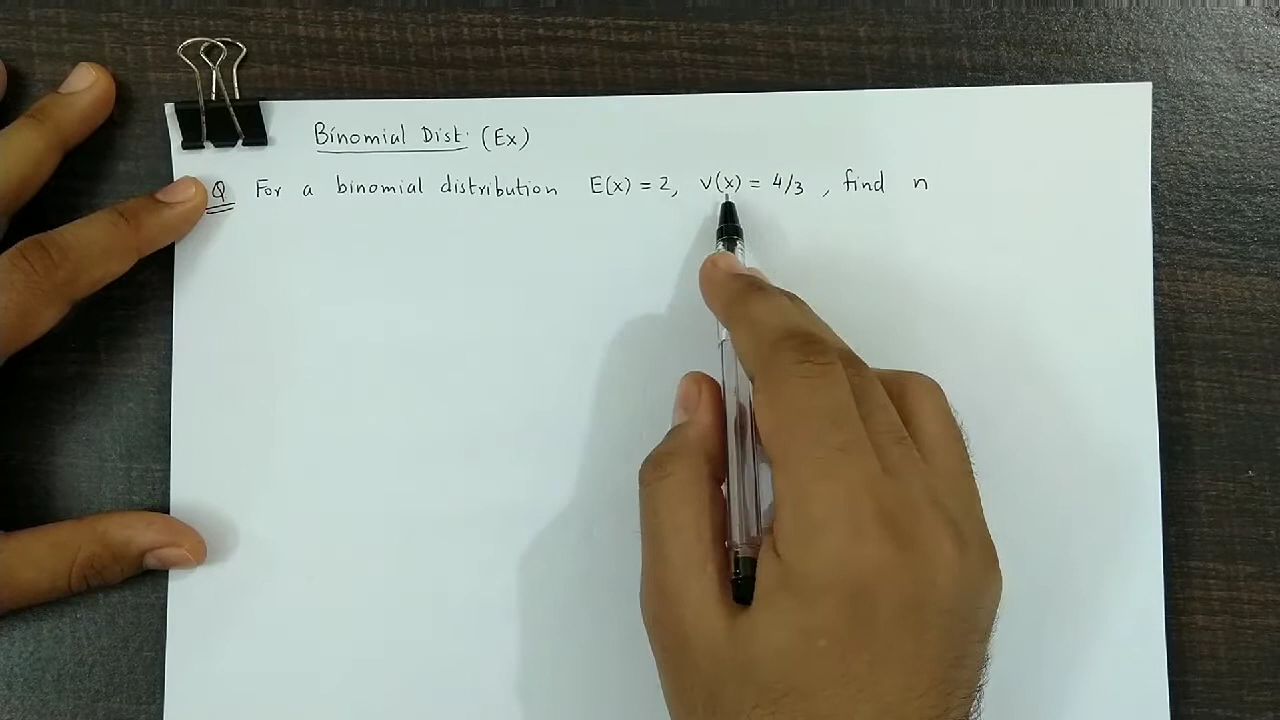 Binomial Dist. (Ex)
Q For a binomial distribution E(x) = 2, V(x) = 4/3 , find n